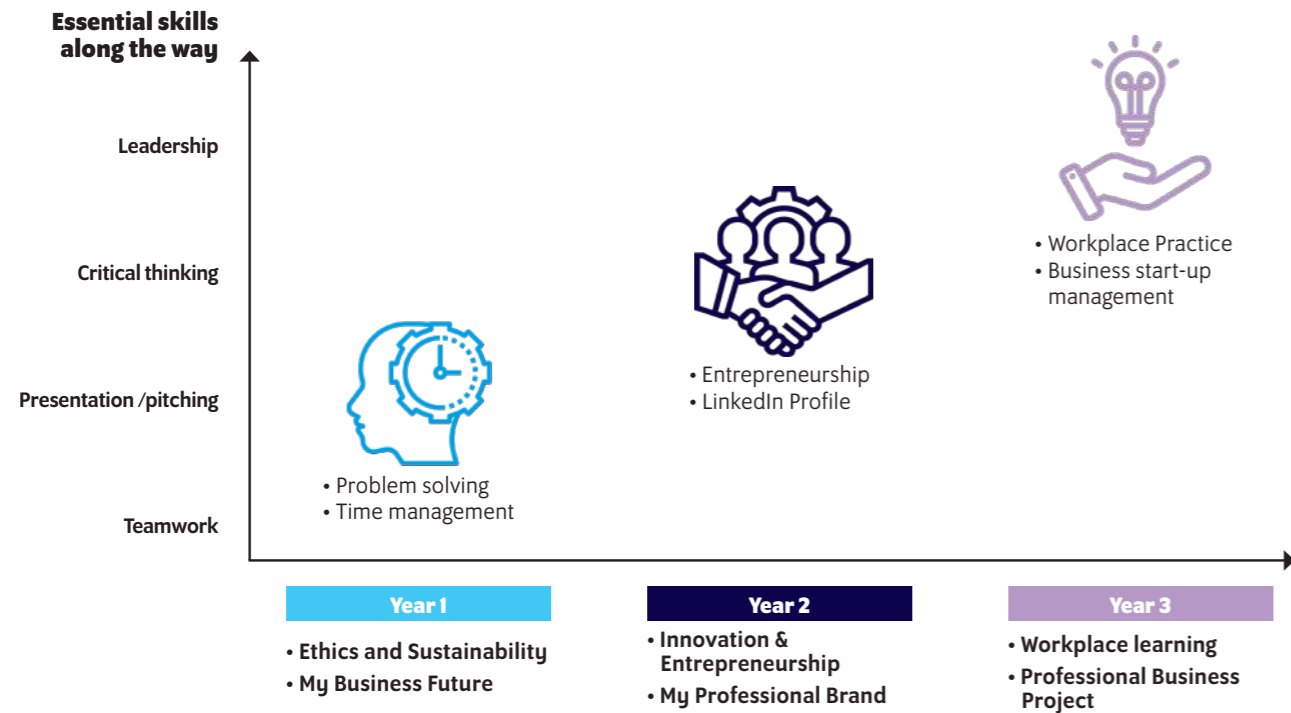 Essential skills
along the way
Leadership
Critical thinking
Presentation /pitching
Teamwork
• Problem solving
• Time management
• Entrepreneurship
• LinkedIn Profile
• Workplace Practice
• Business start-up
management
Year 1
• Ethics and Sustainability
• My Business Future
Year 2
• Innovation &
Entrepreneurship
• My Professional Brand
Year 3
• Workplace learning
• Professional Business
Project